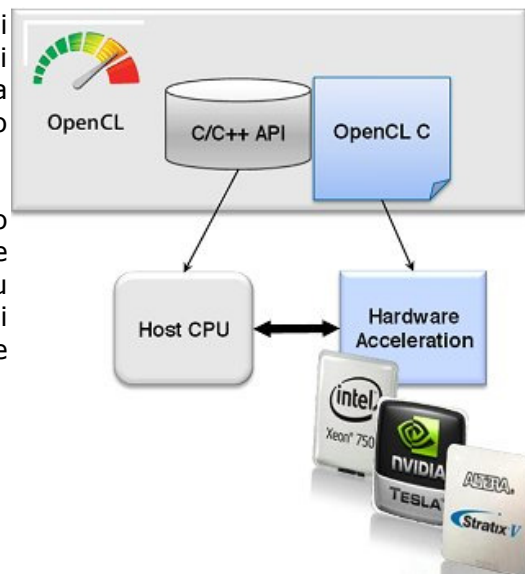 i
i
a
o
OpenCL
C/C++ API
OpenCL C
o
e
u
i
e
Host CPU
Hardware
Acceleration
intel
Xeon® 750
NVIDIA
TESLA
ALTERA
Stratix V